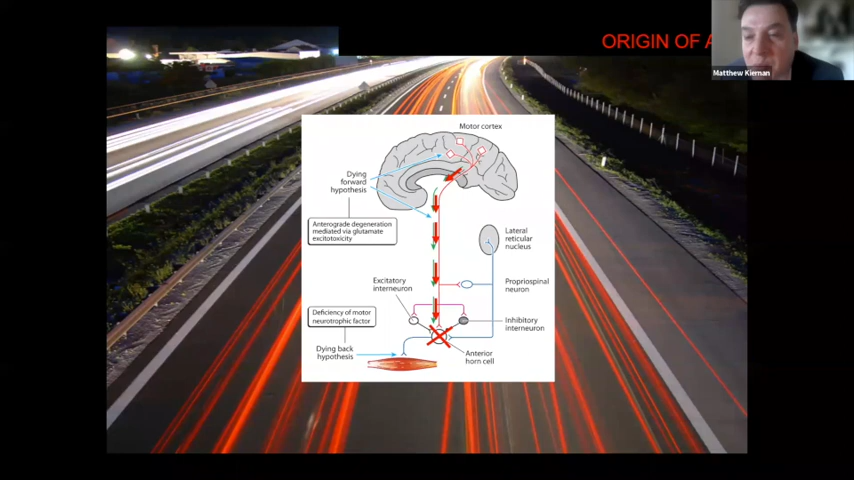 ORIGIN OF
Matthew Kiernan
Motor cortex
Dying
forward
hypothesis
Anterograde degeneration
mediated via glutamate
excitotoxicity
Lateral
reticular
nucleus
Excitatory
interneuron
Propriospinal
neuron
Deficiency of motor
neurotrophic factor
Inhibitory
interneuron
Dying back
hypothesis
Anterior
horn cell